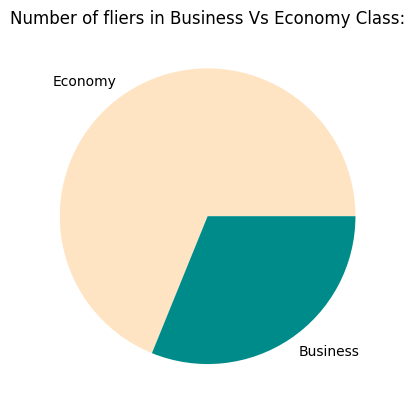 Number of fliers in Business Vs Economy Class:
Economy
Business